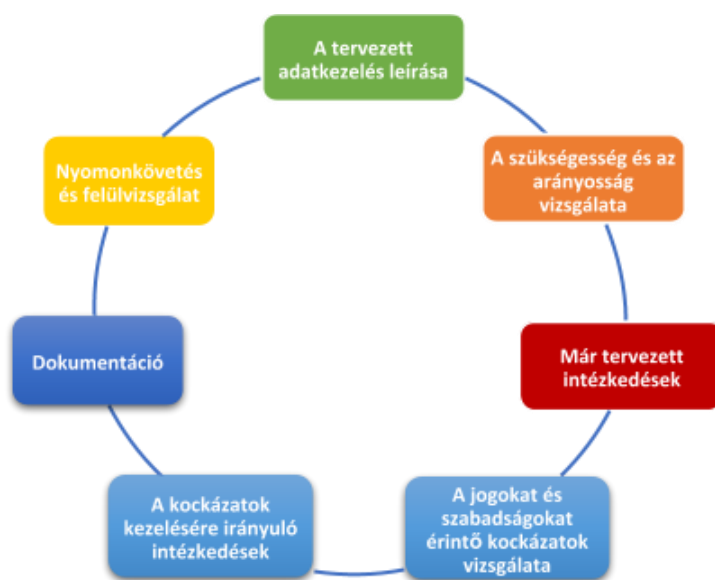 A tervezett
adatkezelés leírása
A szükségesség és az
arányosság
vizsgálata
Már tervezett
intézkedések
A jogokat és
szabadságokat
érintő kockázatok
vizsgálata
A kockázatok
kezelésére irányuló
intézkedések
Dokumentáció
Nyomonkövetés
és felülvizsgálat